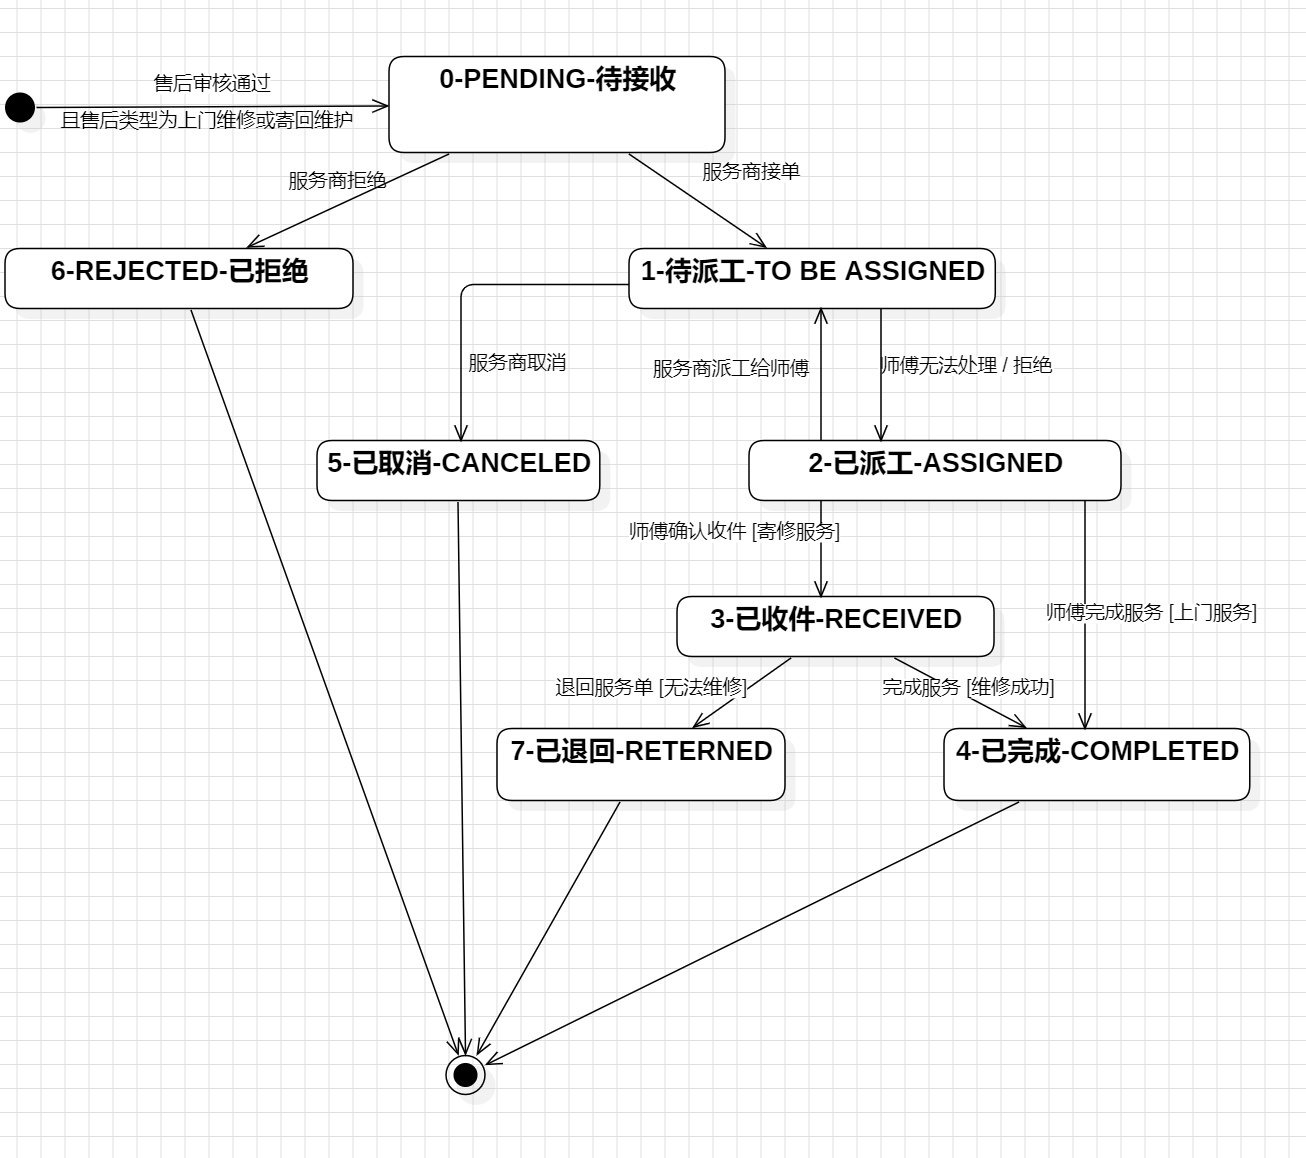 售后审核通过
且售后类型为上门维修或寄回维护
0-PENDING-待接收
服务商拒绝
服务商接单
6-REJECTED-已拒绝
1-待派工-TO BE ASSIGNED
服务商取消
服务商派工给师傅
师傅无法处理 / 拒绝
5-已取消-CANCELED
2-已派工-ASSIGNED
师傅确认收件 [寄修服务]
3-已收件-RECEIVED
师傅完成服务 [上门服务]
退回服务单 [无法维修]
完成服务 [维修成功]
7-已退回-RETERNED
4-已完成-COMPLETED